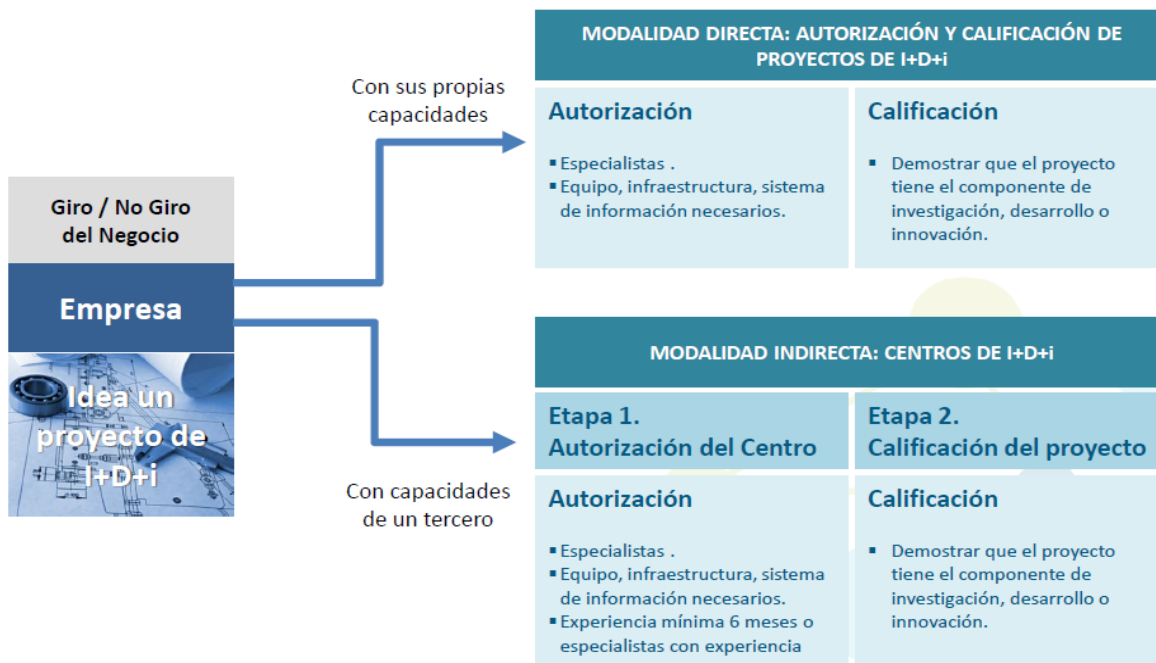 Giro / No Giro
del Negocio
Empresa
Idea un
proyecto de
I+D+i
Con sus propias
capacidades
MODALIDAD DIRECTA: AUTORIZACIÓN Y CALIFICACIÓN DE
PROYECTOS DE I+D+i
Autorización
▪ Especialistas .
▪ Equipo, infraestructura, sistema
de información necesarios.
Calificación
▪ Demostrar que el proyecto
tiene el componente de
investigación, desarrollo o
innovación.
Con capacidades
de un tercero
MODALIDAD INDIRECTA: CENTROS DE I+D+i
Etapa 1.
Autorización del Centro
Etapa 2.
Calificación del proyecto
Autorización
▪ Especialistas .
▪ Equipo, infraestructura, sistema
de información necesarios.
▪ Experiencia mínima 6 meses o
especialistas con experiencia
Calificación
▪ Demostrar que el proyecto
tiene el componente de
investigación, desarrollo o
innovación.